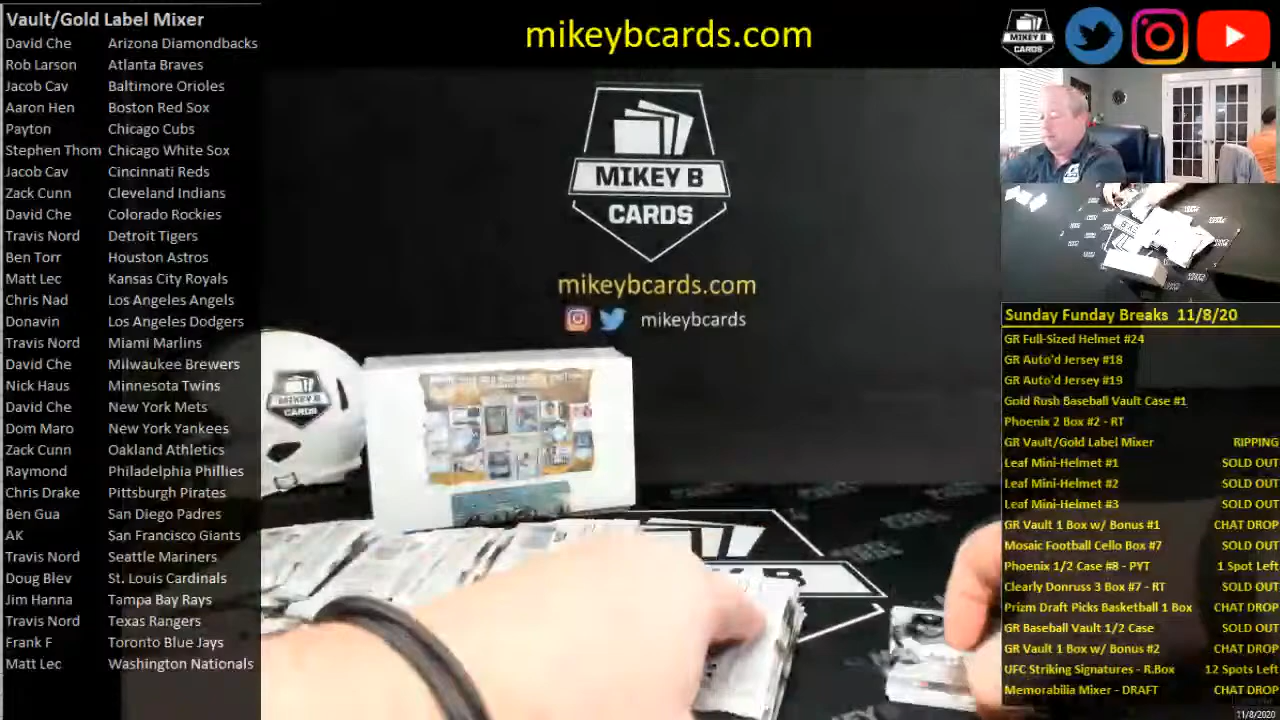 Vault/Gold Label Mixer
David Che Arizona Diamondbacks
Rob Larson Atlanta Braves
Jacob Cav Baltimore Orioles
Aaron Hen Boston Red Sox
Payton Chicago Cubs
Stephen Thom Chicago White Sox
Jacob Cav Cincinnati Reds
Zack Cunn Cleveland Indians
David Che Colorado Rockies
Travis Nord Detroit Tigers
Ben Torr Houston Astros
Matt Lec Kansas City Royals
Chris Nad Los Angeles Angels
Donavin Los Angeles Dodgers
Travis Nord Miami Marlins
David Che Milwaukee Brewers
Nick Haus Minnesota Twins
David Che New York Mets
Dom Maro New York Yankees
Zack Cunn Oakland Athletics
Raymond Philadelphia Phillies
Chris Drake Pittsburgh Pirates
Ben Gua San Diego Padres
AK San Francisco Giants
Travis Nord Seattle Mariners
Doug Blev St. Louis Cardinals
Jim Hanna Tampa Bay Rays
Travis Nord Texas Rangers
Frank F Toronto Blue Jays
Matt Lec Washington Nationals
mikeybcards.com
MIKEY B
CARDS
mikeybcards.com
mikeybcards
MIKEY B
CARDS
MIKEY B
CARDS
Sunday Funday Breaks 11/8/20
GR Full-Sized Helmet #24
GR Auto'd Jersey #18
GR Auto'd Jersey #19
Gold Rush Baseball Vault Case #1
Phoenix 2 Box #2 - RT
GR Vault/Gold Label Mixer RIPPING
Leaf Mini-Helmet #1 SOLD OUT
Leaf Mini-Helmet #2 SOLD OUT
Leaf Mini-Helmet #3 SOLD OUT
GR Vault 1 Box w/ Bonus #1 CHAT DROP
Mosaic Football Cello Box #7 SOLD OUT
Phoenix 1/2 Case #8 - PYT 1 Spot Left
Clearly Donruss 3 Box #7 - RT SOLD OUT
Prizm Draft Picks Basketball 1 Box CHAT DROP
GR Baseball Vault 1/2 Case SOLD OUT
GR Vault 1 Box w/ Bonus #2 CHAT DROP
UFC Striking Signatures - R.Box 12 Spots Left
Memorabilia Mixer - DRAFT CHAT DROP
11/8/2020